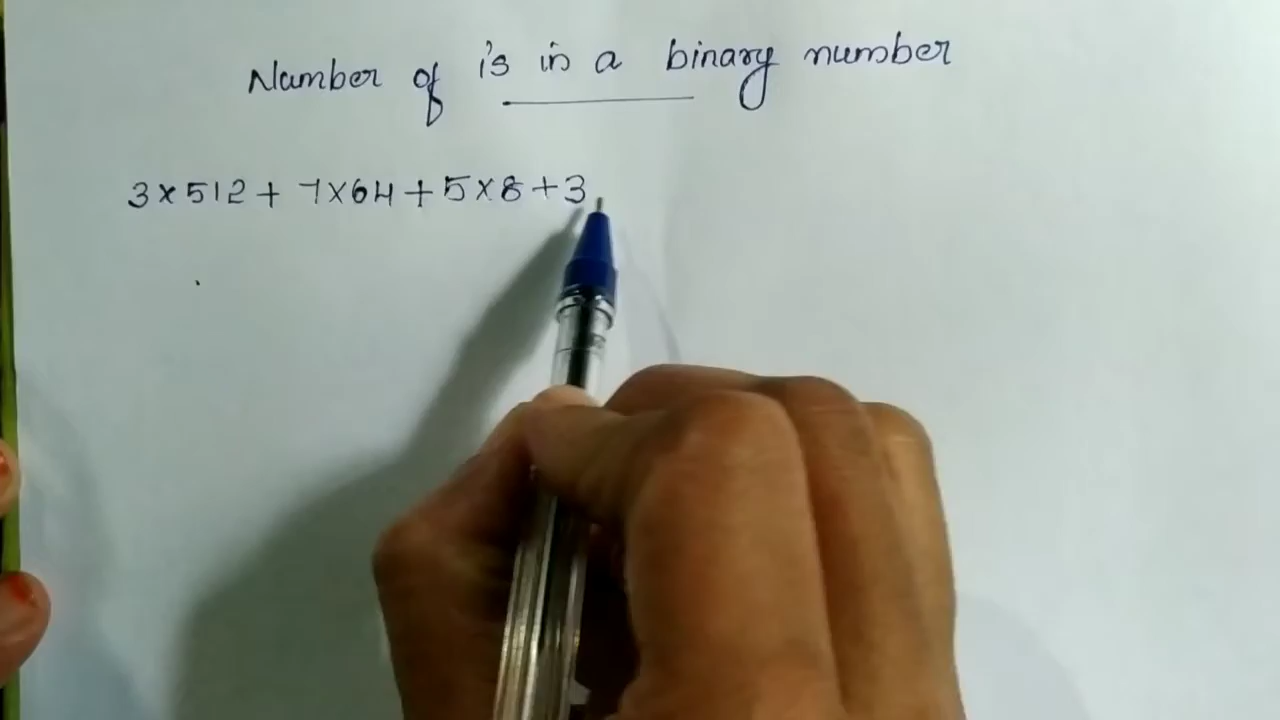 Number of 1's in a binary number
3×512 + 7×64 + 5×8 + 3